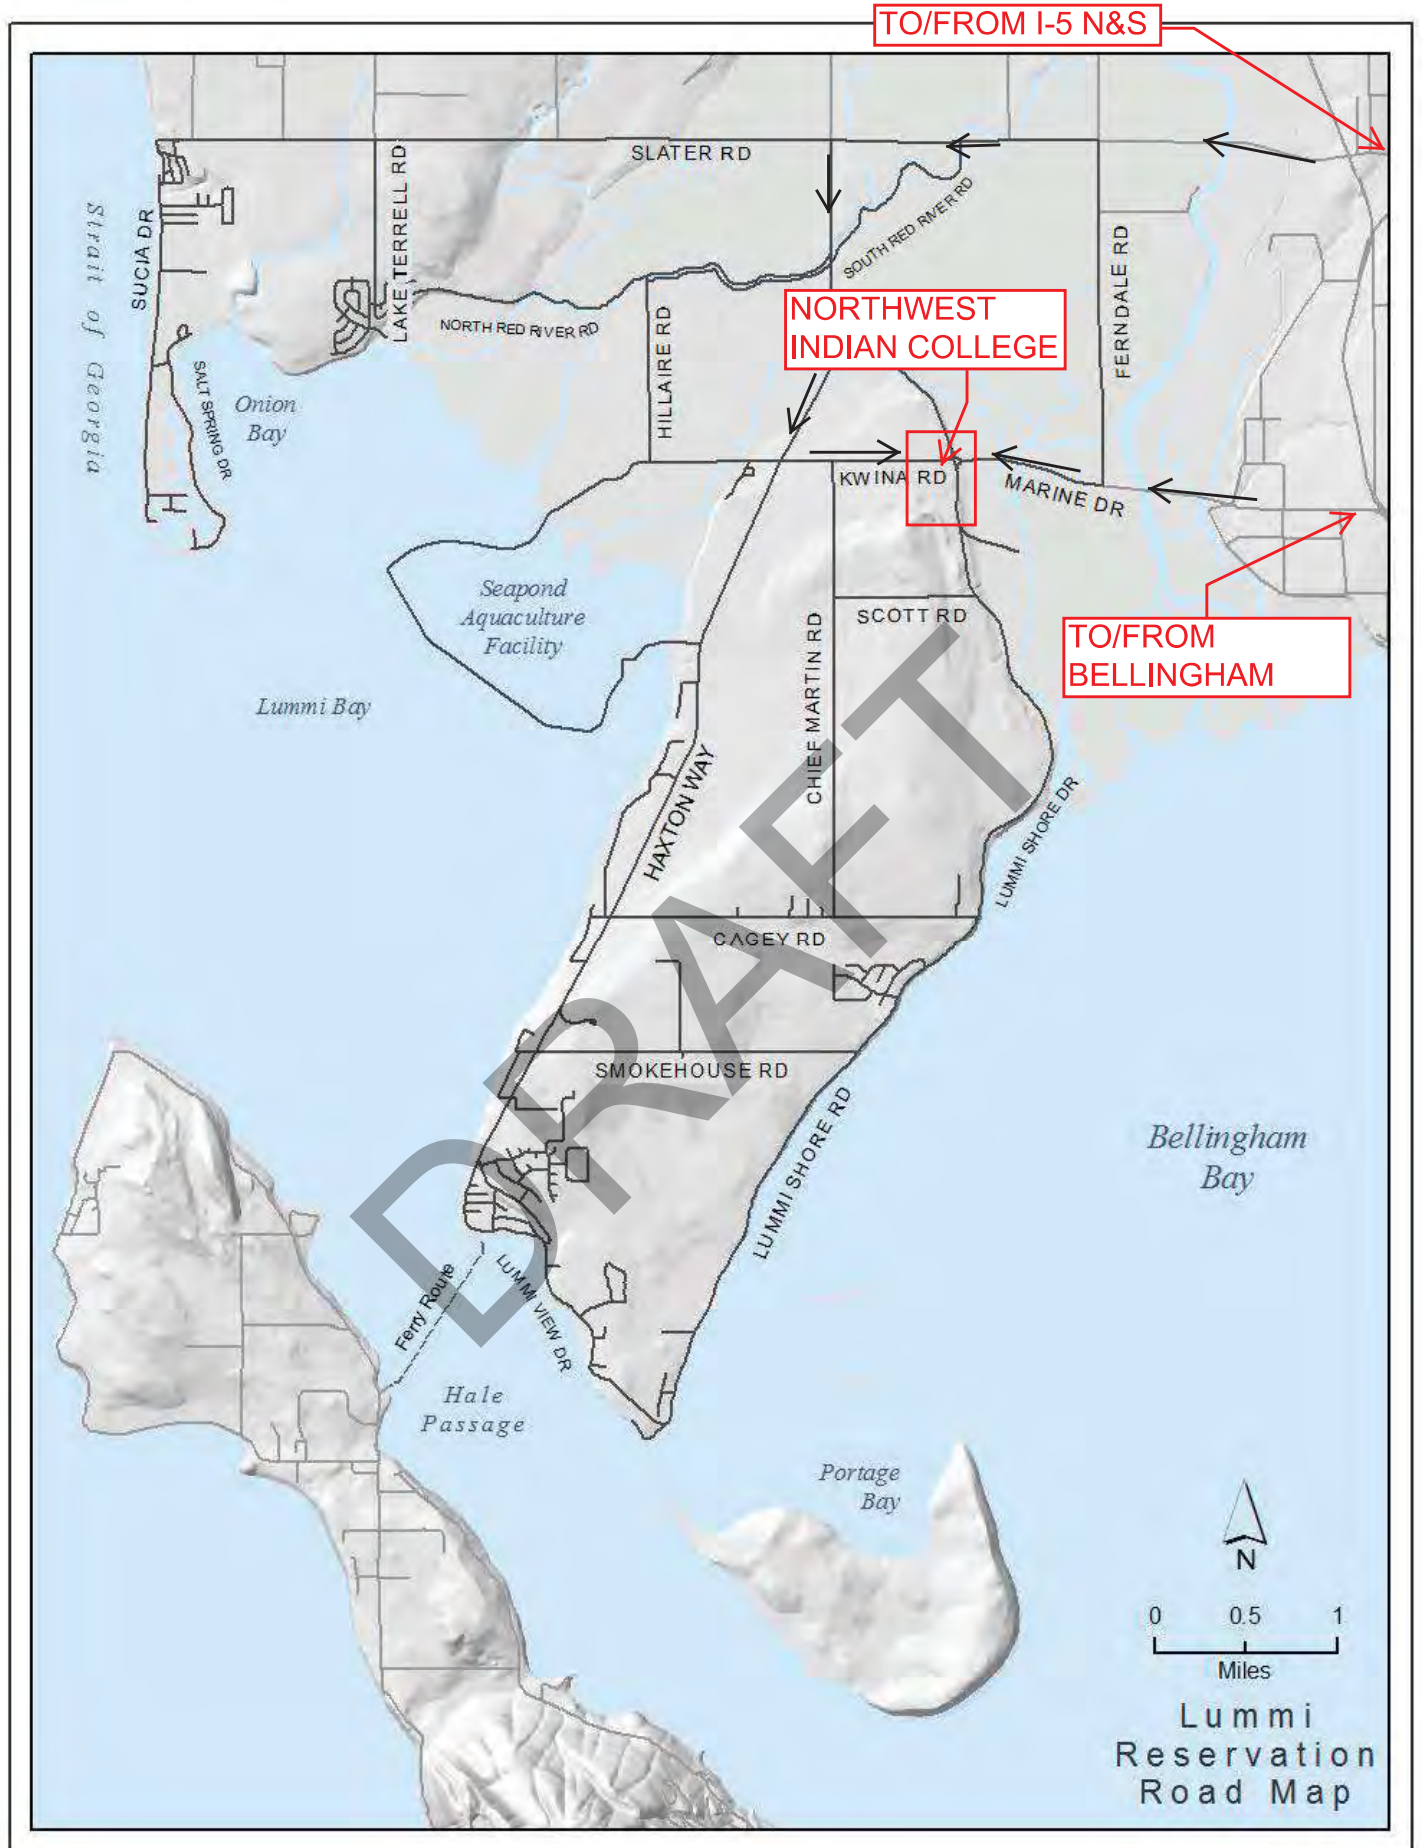 TO/FROM I-5 N&S
SLATER RD
LAKE TERRELL RD
SUCIA DR
Strait of Georgia
SOUTH RED RIVER RD
FERNDALE RD
NORTH RED RIVER RD
HILLAIRE RD
NORTHWEST
INDIAN COLLEGE
SALT SPRING DR
Onion
Bay
KWINA RD
MARINE DR
Seapond
Aquaculture
Facility
SCOTT RD
CHIEF MARTIN RD
TO/FROM
BELLINGHAM
Lummi Bay
HAXTON WAY
LUMMI SHORE DR
CAGEY RD
DRAFT
SMOKEHOUSE RD
LUMMI SHORE RD
Bellingham
Bay
Ferry Route
LUMMI VIEW DR
Hale
Passage
Portage
Bay
N
0 0.5 1
Miles
Lummi
Reservation
Road Map